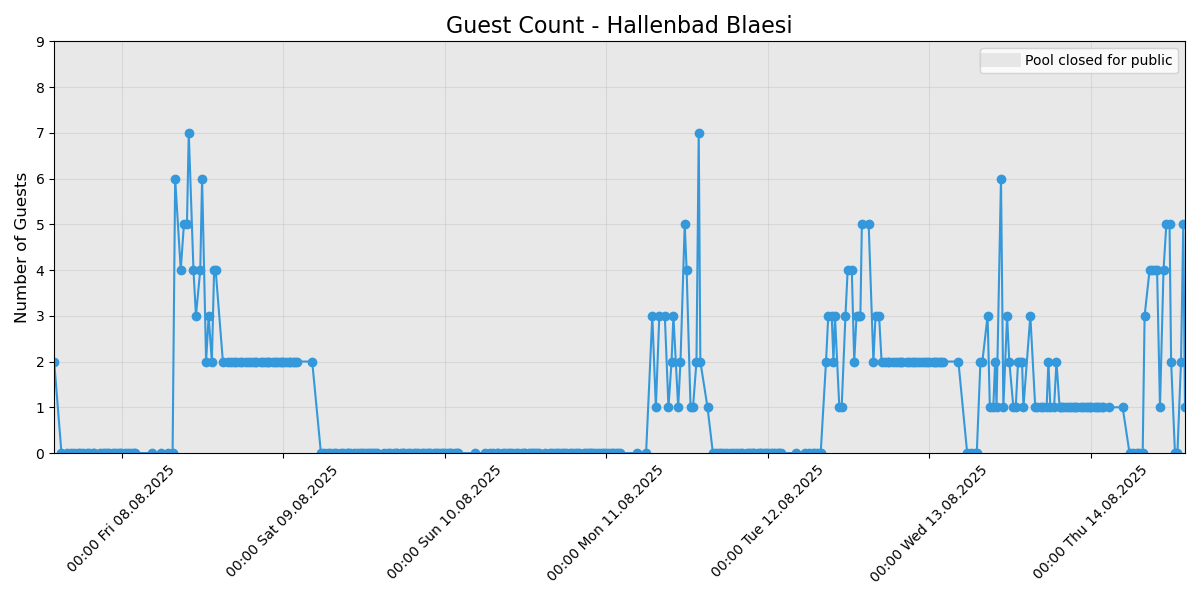 Guest Count - Hallenbad Blaesi
Pool closed for public
Number of Guests
9
8
7
6
5
4
3
2
1
0
00:00 Fri 08.08.2025
00:00 Sat 09.08.2025
00:00 Sun 10.08.2025
00:00 Mon 11.08.2025
00:00 Tue 12.08.2025
00:00 Wed 13.08.2025
00:00 Thu 14.08.2025